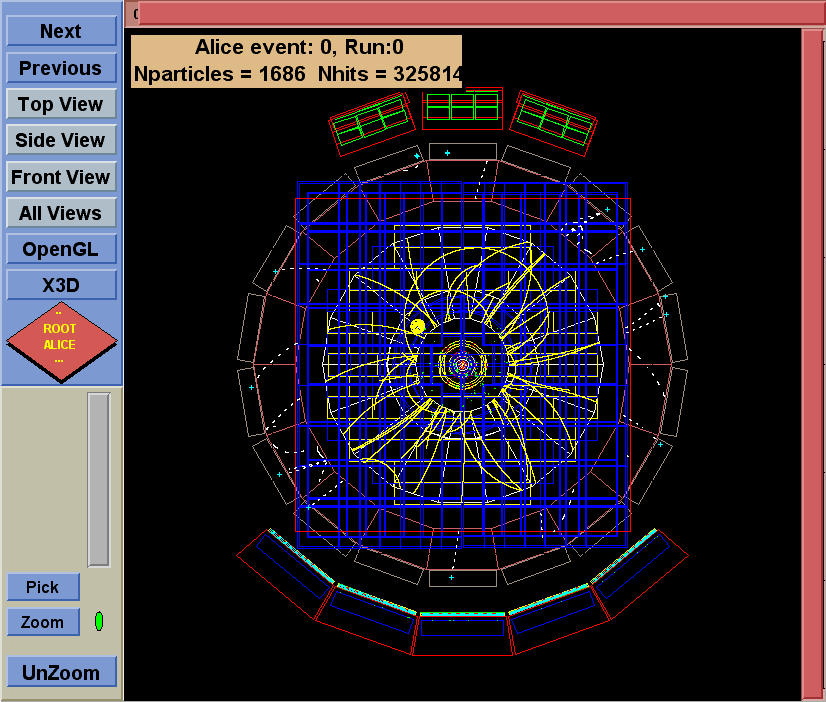 Next
Previous
Top View
Side View
Front View
All Views
OpenGL
X3D
..
ROOT
ALICE
...
Pick
Zoom
UnZoom
Alice event: 0, Run:0
Nparticles = 1686 Nhits = 325814